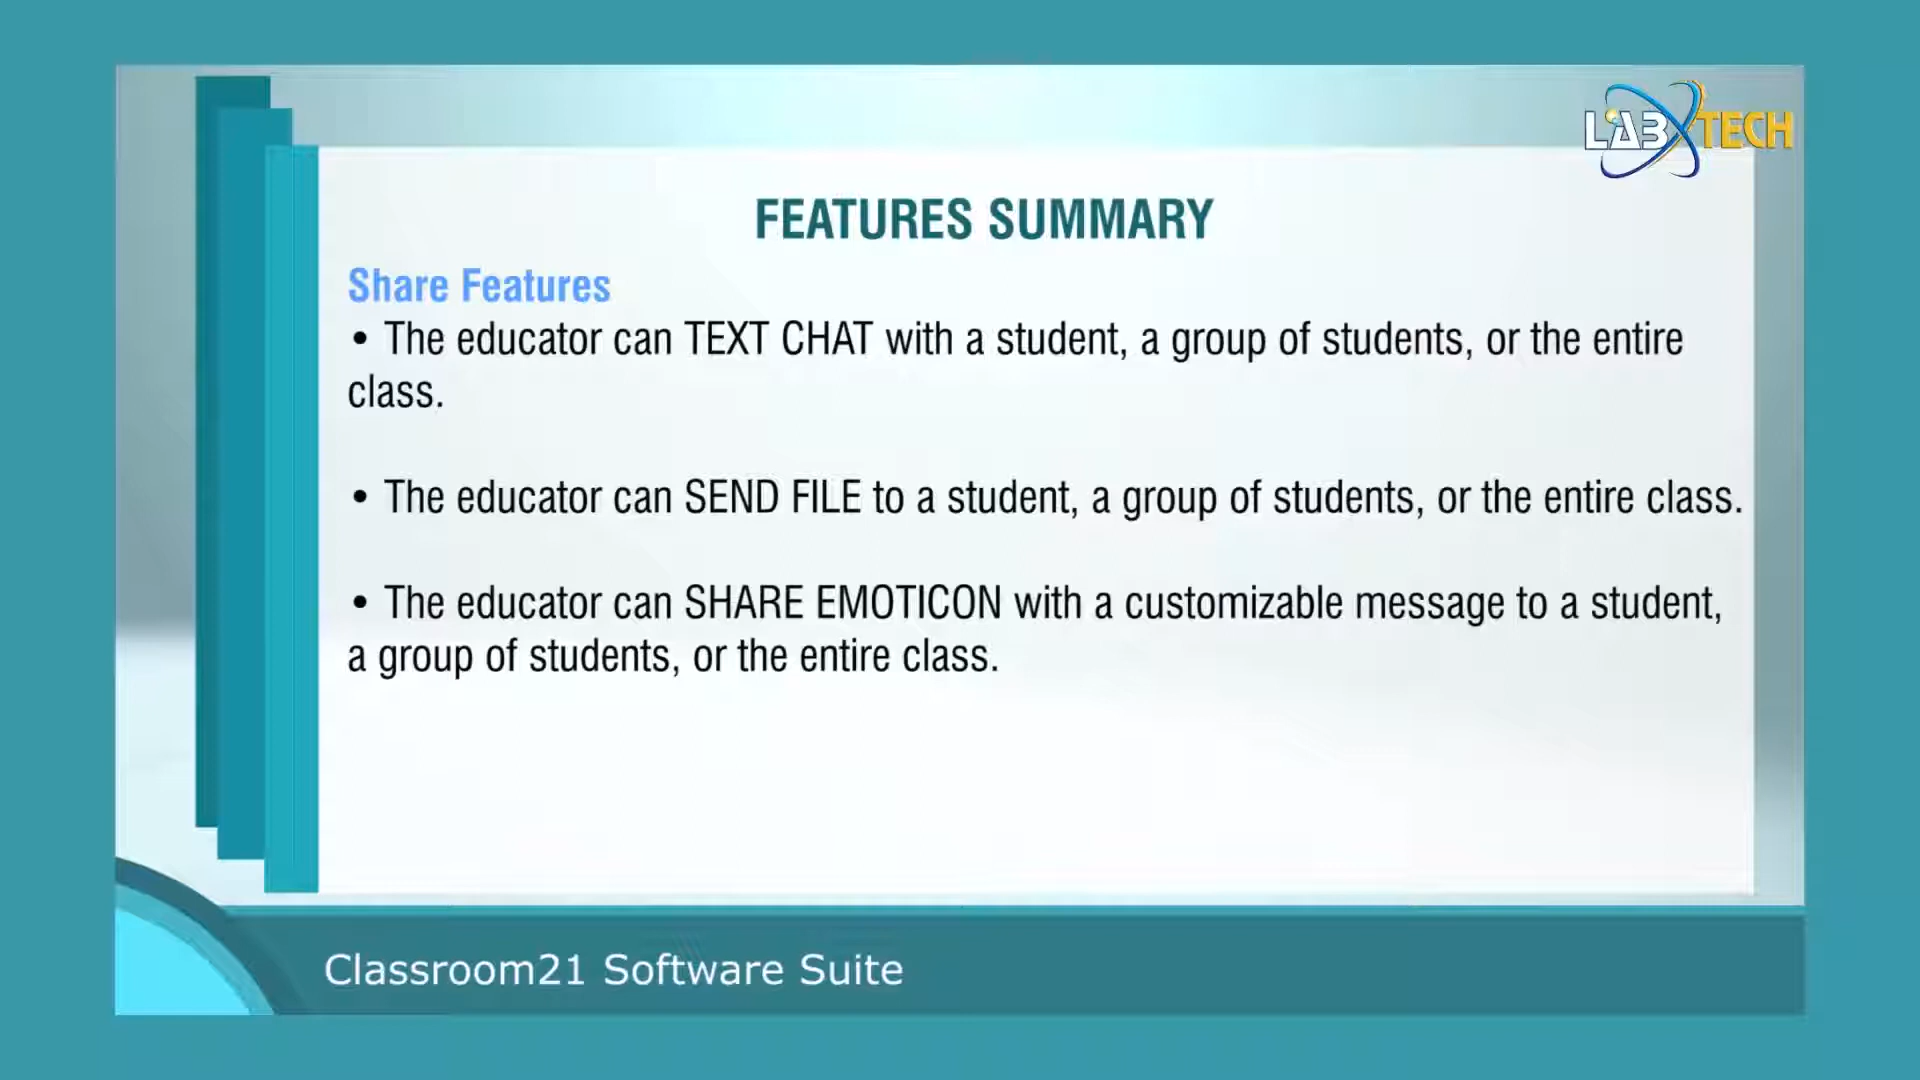 LABXTECH
FEATURES SUMMARY
Share Features
• The educator can TEXT CHAT with a student, a group of students, or the entire
class.
• The educator can SEND FILE to a student, a group of students, or the entire class.
• The educator can SHARE EMOTICON with a customizable message to a student,
a group of students, or the entire class.
Classroom21 Software Suite